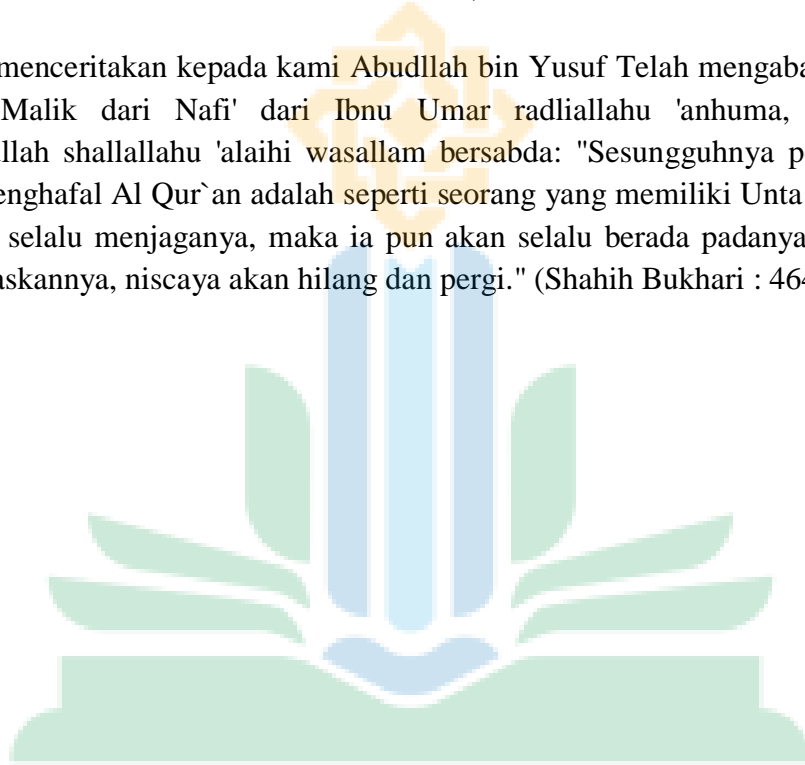 menceritakan kepada kami Abudllah bin Yusuf Telah mengaba
Malik dari Nafi' dari Ibnu Umar radliallahu 'anhuma,
llah shallallahu 'alaihi wasallam bersabda: "Sesungguhnya p
enghafal Al Qur`an adalah seperti seorang yang memiliki Unta
selalu menjaganya, maka ia pun akan selalu berada padanya
askannya, niscaya akan hilang dan pergi." (Shahih Bukhari : 464